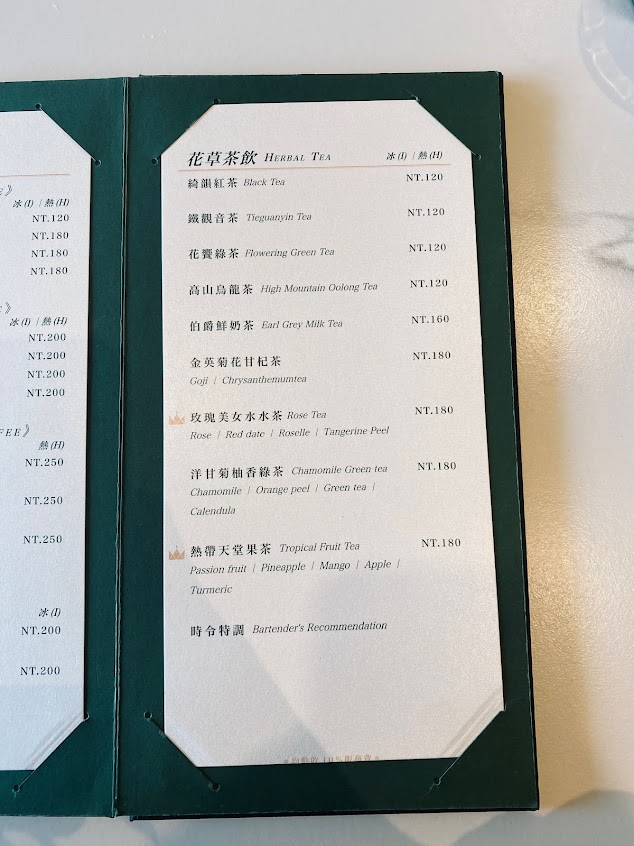 》
冰(I) | 熱(H)
NT.120
NT.180
NT.180
NT.180
》
冰(I) | 熱(H)
NT.200
NT.200
NT.200
NT.200
FEE》
熱(H)
NT.250
NT.250
NT.250
冰(I)
NT.200
NT.200
花草茶飲 HERBAL TEA 冰(I) | 熱(H)
綺韻紅茶 Black Tea NT.120
鐵觀音茶 Tieguanyin Tea NT.120
花饗綠茶 Flowering Green Tea NT.120
高山烏龍茶 High Mountain Oolong Tea NT.120
伯爵鮮奶茶 Earl Grey Milk Tea NT.160
金英菊花甘杞茶 NT.180
Goji | Chrysanthemumtea
玫瑰美女水水茶 Rose Tea NT.180
Rose | Red date | Roselle | Tangerine Peel
洋甘菊柚香綠茶 Chamomile Green tea NT.180
Chamomile | Orange peel | Green tea |
Calendula
熱帶天堂果茶 Tropical Fruit Tea NT.180
Passion fruit | Pineapple | Mango | Apple |
Turmeric
時令特調 Bartender's Recommendation
10%服務費